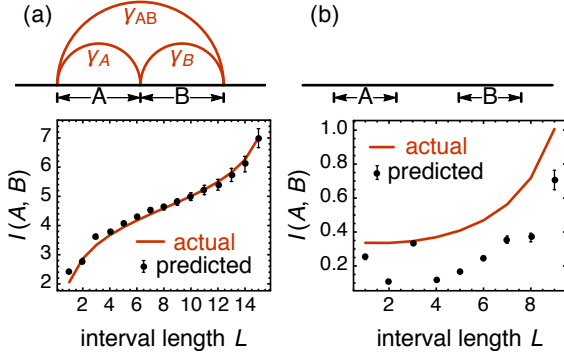 (a)
γAB
γA
γB
A
B
I (A, B)
7
6
5
4
3
2
actual
predicted
2 4 6 8 10 12 14
interval length L
(b)
A
B
I (A, B)
1.0
0.8
0.6
0.4
0.2
actual
predicted
2 4 6 8
interval length L